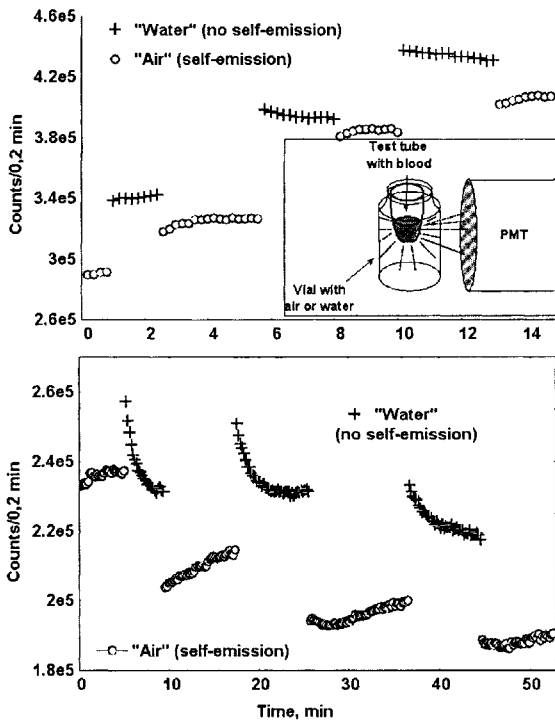 4.6e5
4.2e5
3.8e5
3.4e5
3e5
2.6e5
Counts/0,2 min
+ "Water" (no self-emission)
o "Air" (self-emission)
Test tube
with blood
PMT
Vial with
air or water
0 2 4 6 8 10 12 14
2.6e5
2.4e5
2.2e5
2e5
1.8e5
Counts/0,2 min
+ "Water"
(no self-emission)
"Air" (self-emission)
0 10 20 30 40 50
Time, min